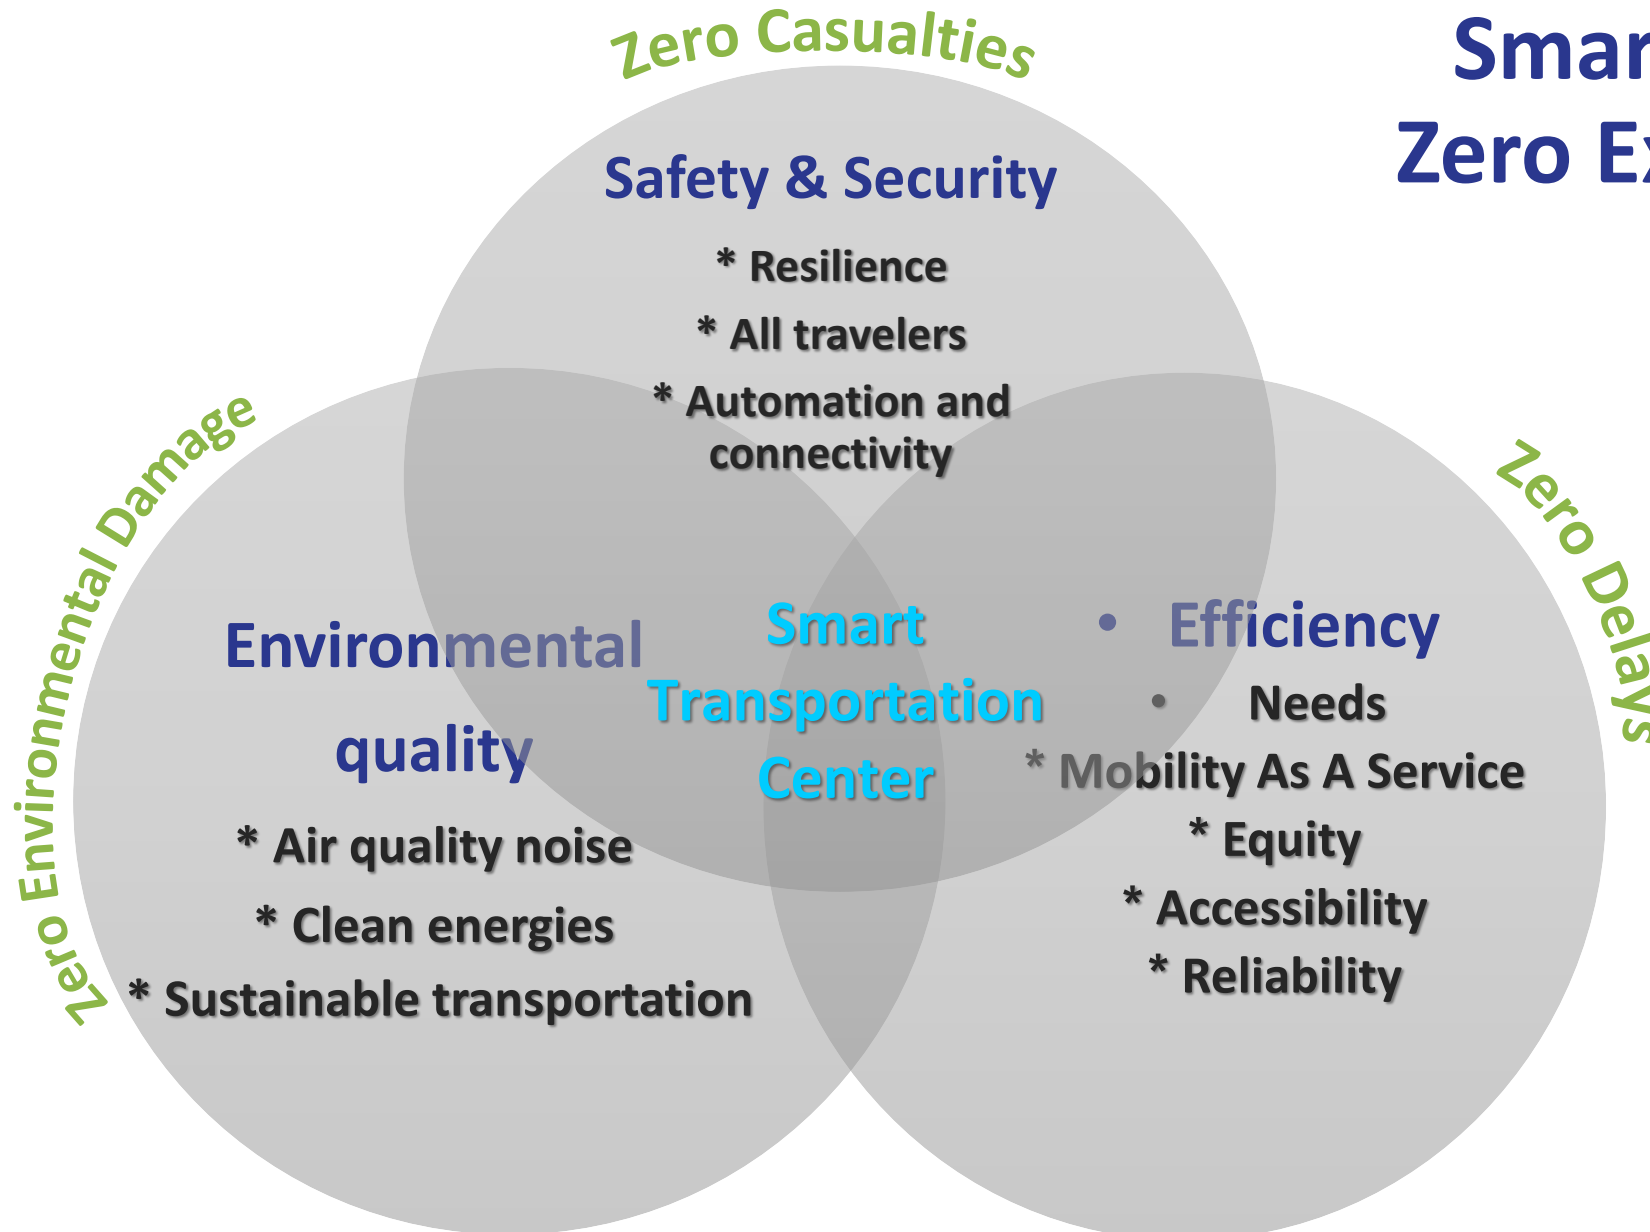 Zero Casualties
Smar
Zero Ex
Safety & Security
* Resilience
* All travelers
* Automation and
connectivity
Zero Environmental Damage
Environmental
quality
* Air quality noise
* Clean energies
* Sustainable transportation
Smart
Transportation
Center
Zero Delays
• Efficiency
• Needs
* Mobility As A Service
* Equity
* Accessibility
* Reliability